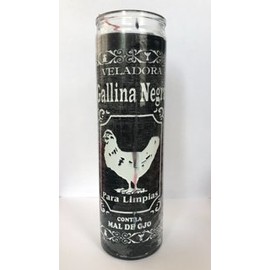 VELADORA
Gallina Negr
Para Limpias
CONTRA
MAL DE OJO